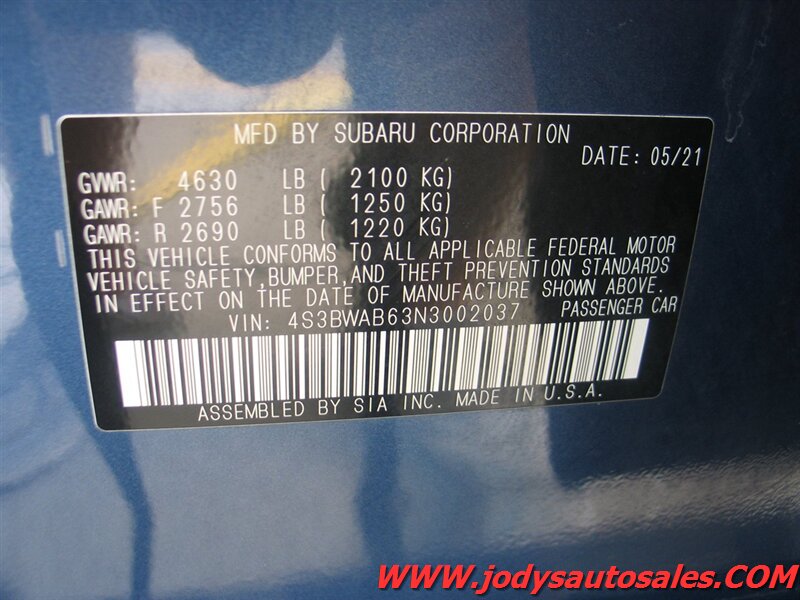 MFD BY SUBARU CORPORATION
DATE: 05/21
GVWR: 4630 LB ( 2100 KG)
GAWR: F 2756 LB ( 1250 KG)
GAWR: R 2690 LB ( 1220 KG)
THIS VEHICLE CONFORMS TO ALL APPLICABLE FEDERAL MOTOR
VEHICLE SAFETY,BUMPER,AND THEFT PREVENTION STANDARDS
IN EFFECT ON THE DATE OF MANUFACTURE SHOWN ABOVE.
VIN: 4S3BWAB63N3002037 PASSENGER CAR
ASSEMBLED BY SIA INC. MADE IN U.S.A.
WWW.jodysautosales.COM